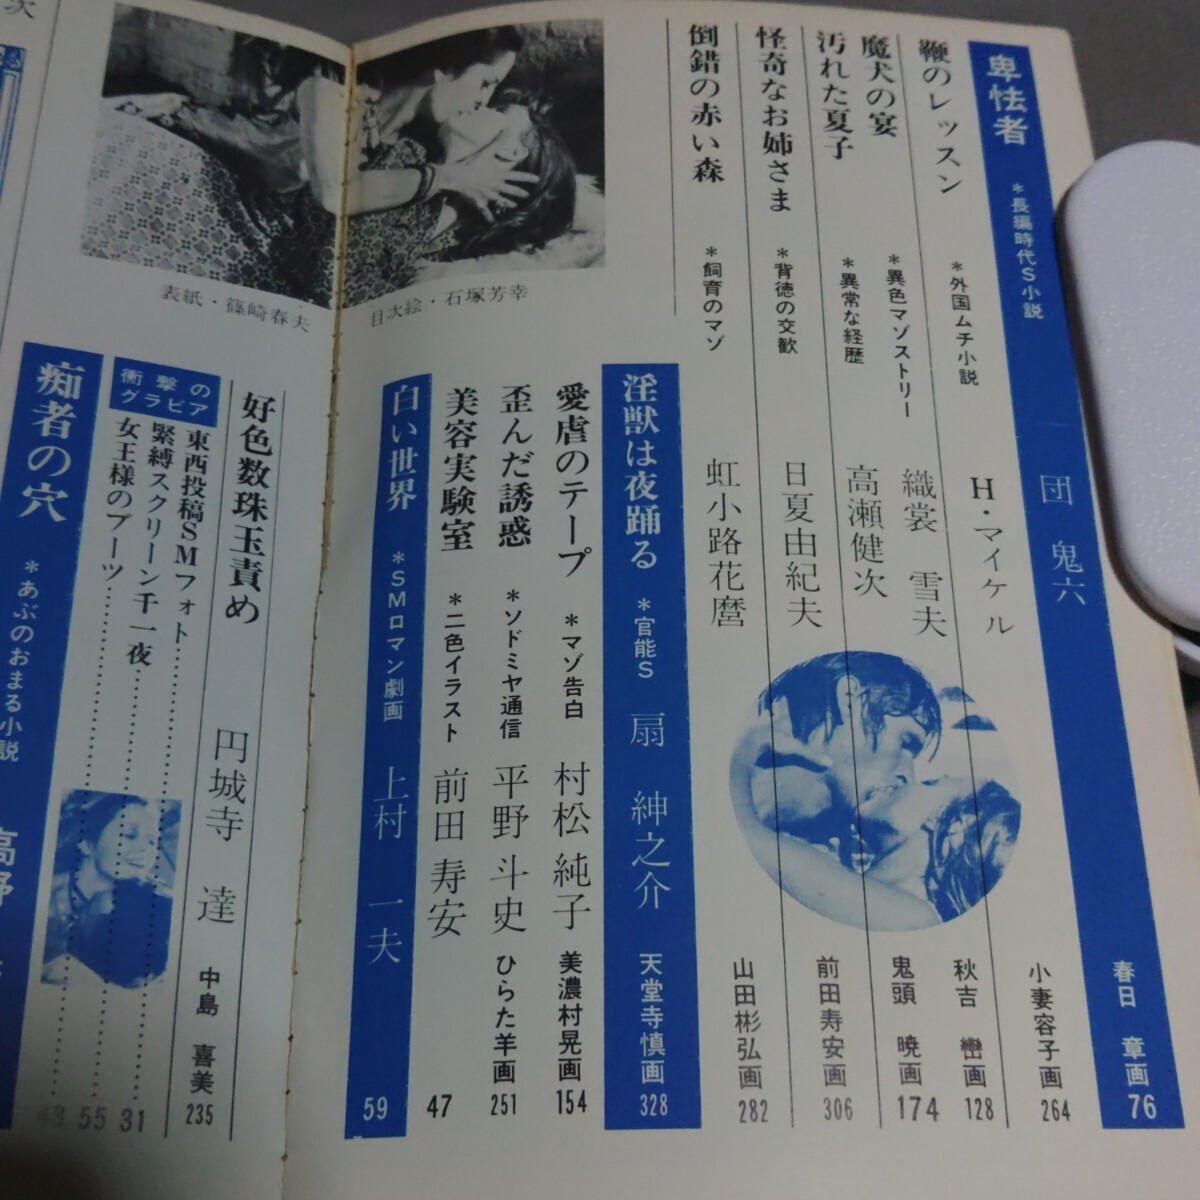 卑怯者 *長編時代S小説 団 鬼六 春日 章画 76
鞭のレッスン *外国ムチ小説 H・マイケル 小妻容子画 264
魔犬の宴 *異色マゾストリー 織裳 雪夫 秋吉 巒画 128
汚れた夏子 *異常な経歴 高瀬健次 鬼頭 暁画 174
怪奇なお姉さま *背徳の交歓 日夏由紀夫 前田寿安画 306
倒錯の赤い森 *飼育のマゾ 虹小路花麿 山田彬弘画 282
淫獣は夜踊る *官能S 扇 紳之介 天堂寺慎画 328
愛虐のテープ *マゾ告白 村松 純子 美濃村晃画 154
歪んだ誘惑 *ソドミヤ通信 平野 斗史 ひらた羊画 251
美容実験室 *二色イラスト 前田 寿安 47
白い世界 *SMロマン劇画 上村 一夫 59
目次絵・石塚芳幸
表紙・篠崎春夫
好色数珠玉責め 円城寺 達 中島 喜美 235
衝撃の
グラビア
東西投稿SMフォト 31
緊縛スクリーン千一夜 55
女王様のブーツ 43
痴者の穴 *あぶのおまる小説 高野
次